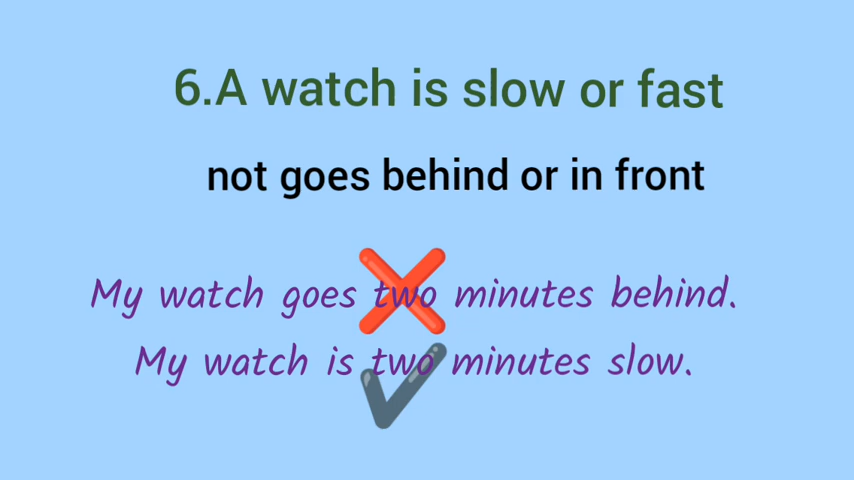 6.A watch is slow or fast
not goes behind or in front
My watch goes two minutes behind.
My watch is two minutes slow.